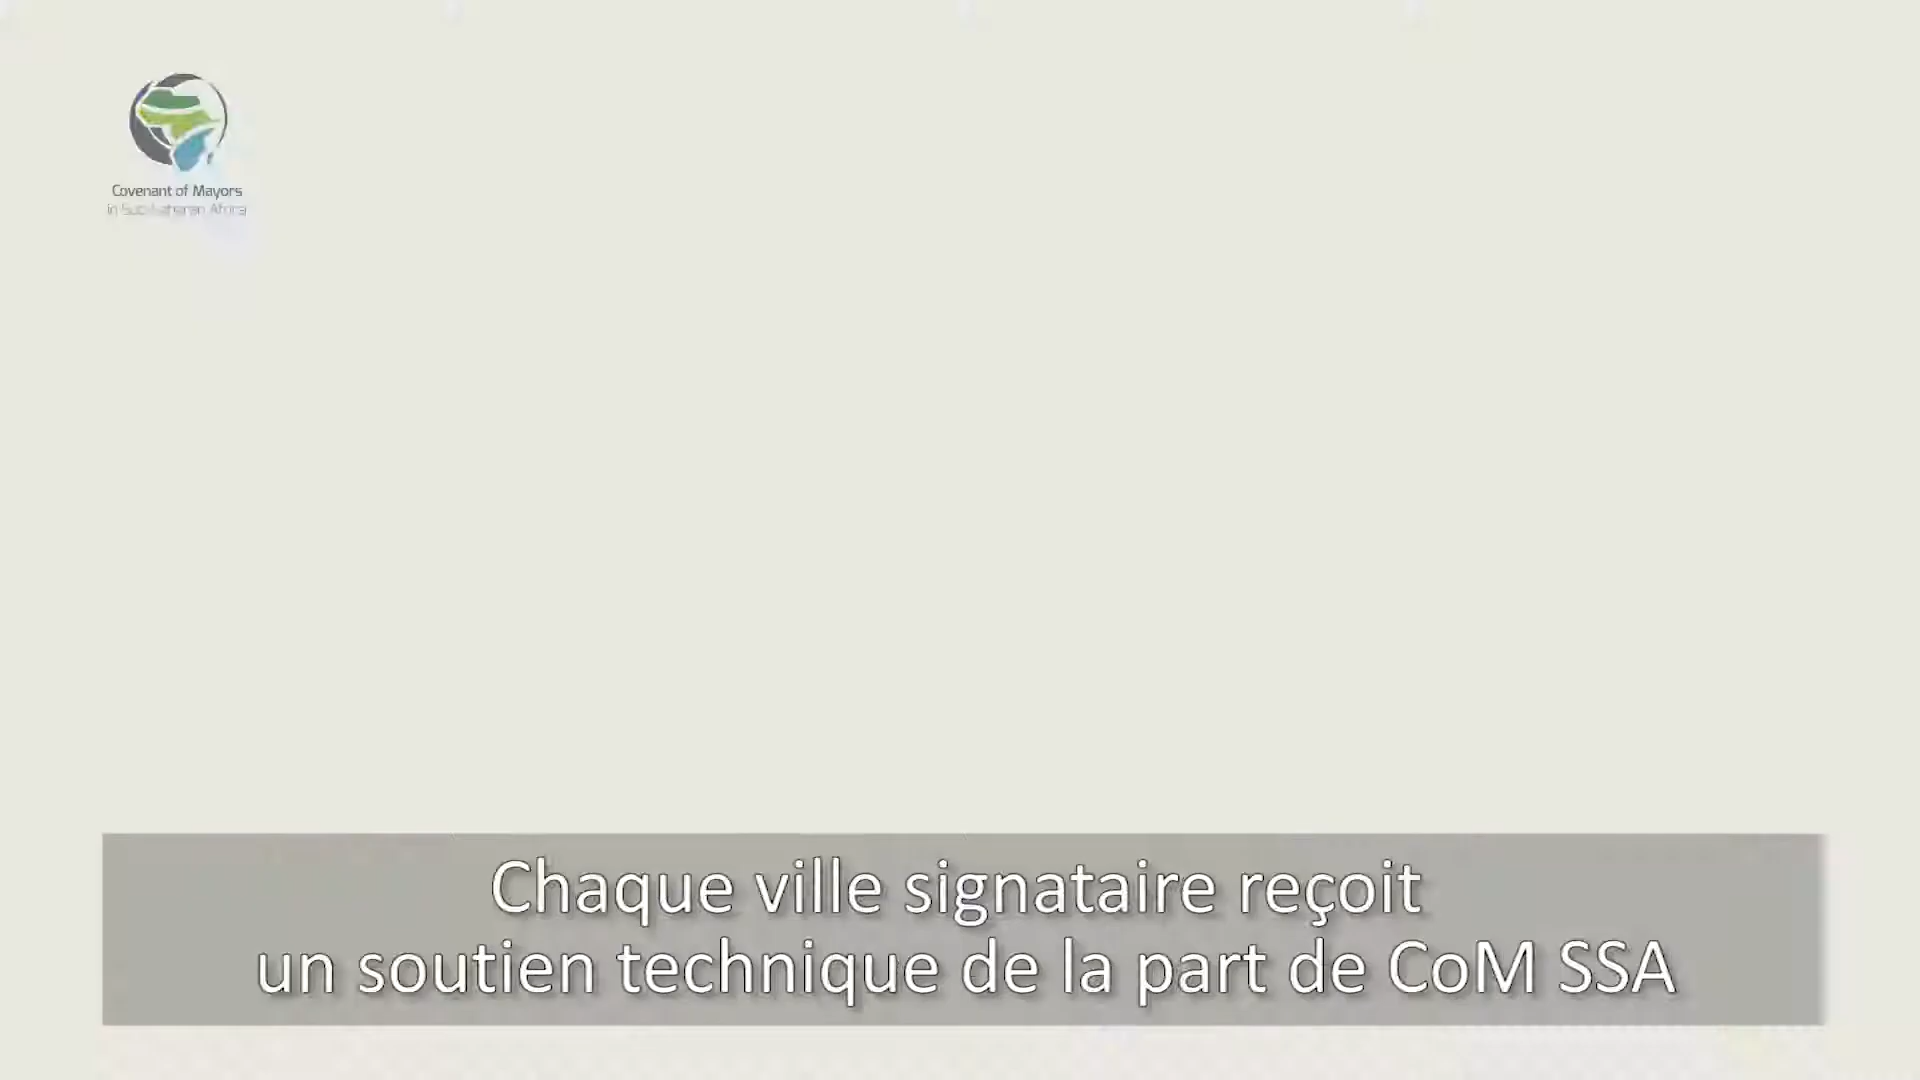 Covenant of Mayors
in Sub-Saharan Africa
Chaque ville signataire reçoit
un soutien technique de la part de CoM SSA